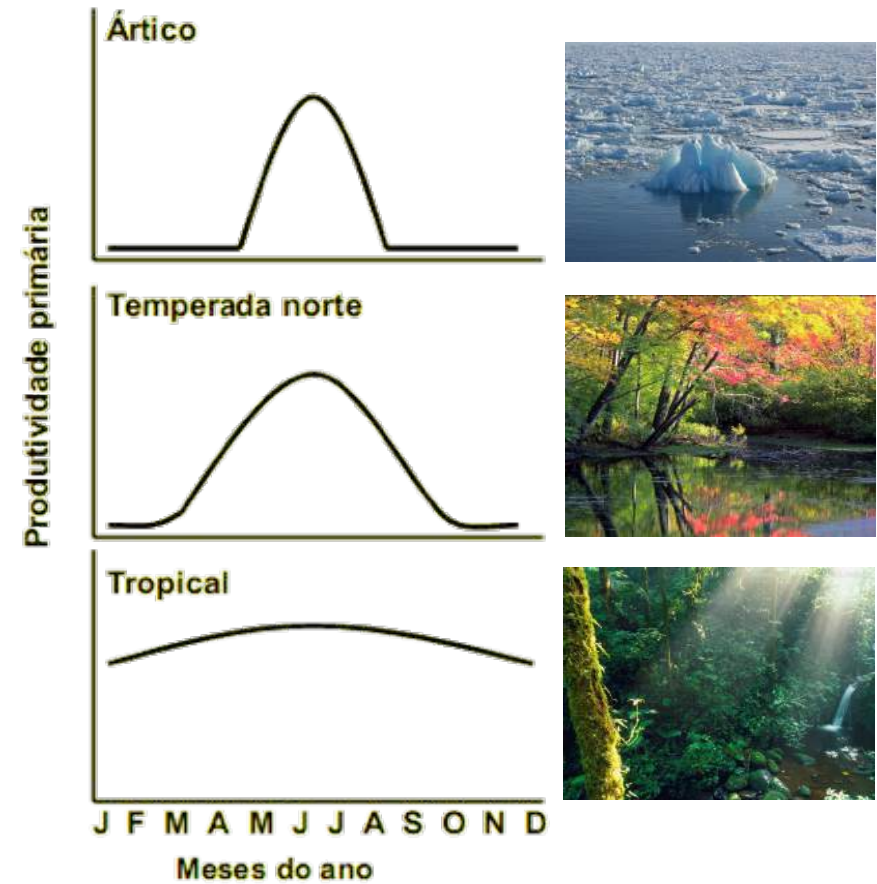 Ártico
Temperada norte
Tropical
Produtividade primária
J F M A M J J A S O N D
Meses do ano